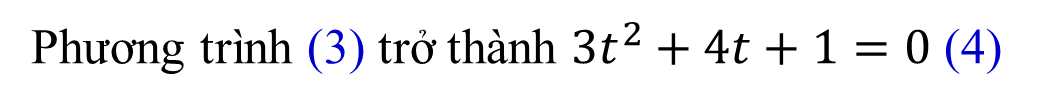 Phương trình (3) trở thành 3t² + 4t + 1 = 0 (4)